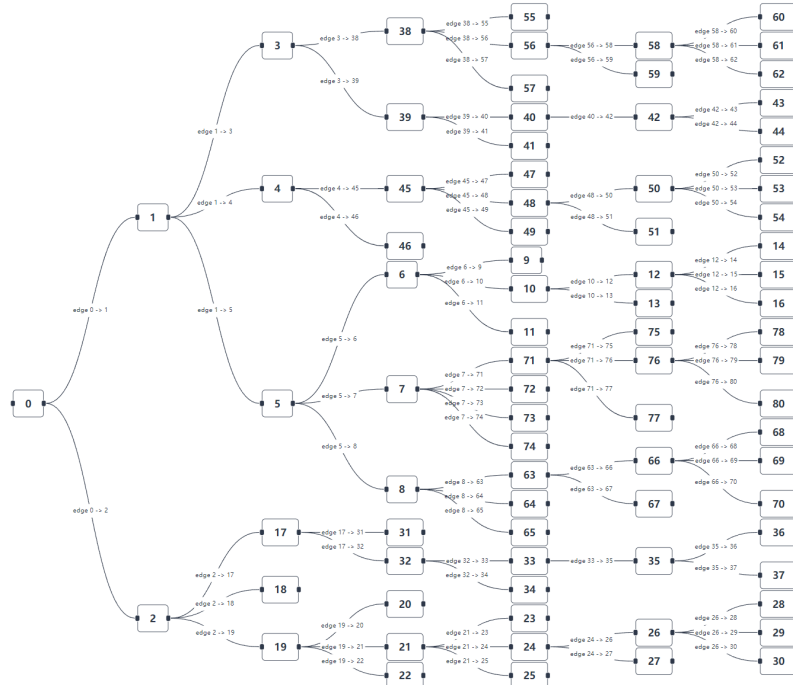 0
edge 0 -> 1
edge 0 -> 2
1
edge 1 -> 3
edge 1 -> 4
edge 1 -> 5
2
edge 2 -> 17
edge 2 -> 18
edge 2 -> 19
3
edge 3 -> 38
edge 3 -> 39
4
edge 4 -> 45
edge 4 -> 46
5
edge 5 -> 6
edge 5 -> 7
edge 5 -> 8
17
edge 17 -> 31
edge 17 -> 32
18
19
edge 19 -> 20
edge 19 -> 21
edge 19 -> 22
38
edge 38 -> 55
edge 38 -> 56
edge 38 -> 57
39
edge 39 -> 40
edge 39 -> 41
45
edge 45 -> 47
edge 45 -> 48
edge 45 -> 49
46
6
edge 6 -> 9
edge 6 -> 10
edge 6 -> 11
7
edge 7 -> 71
edge 7 -> 72
edge 7 -> 73
edge 7 -> 74
8
edge 8 -> 63
edge 8 -> 64
edge 8 -> 65
31
32
edge 32 -> 33
edge 32 -> 34
20
21
edge 21 -> 23
edge 21 -> 24
edge 21 -> 25
22
55
56
edge 56 -> 58
edge 56 -> 59
57
40
edge 40 -> 42
41
47
48
edge 48 -> 50
edge 48 -> 51
49
9
10
edge 10 -> 12
edge 10 -> 13
11
71
edge 71 -> 75
edge 71 -> 76
edge 71 -> 77
72
73
74
63
edge 63 -> 66
edge 63 -> 67
64
65
33
edge 33 -> 35
34
23
24
edge 24 -> 26
edge 24 -> 27
25
58
edge 58 -> 60
edge 58 -> 61
edge 58 -> 62
59
42
edge 42 -> 43
edge 42 -> 44
50
edge 50 -> 52
edge 50 -> 53
edge 50 -> 54
51
12
edge 12 -> 14
edge 12 -> 15
edge 12 -> 16
13
75
76
edge 76 -> 78
edge 76 -> 79
edge 76 -> 80
77
66
edge 66 -> 68
edge 66 -> 69
edge 66 -> 70
67
35
edge 35 -> 36
edge 35 -> 37
26
edge 26 -> 28
edge 26 -> 29
edge 26 -> 30
27
60
61
62
43
44
52
53
54
14
15
16
78
79
80
68
69
70
36
37
28
29
30